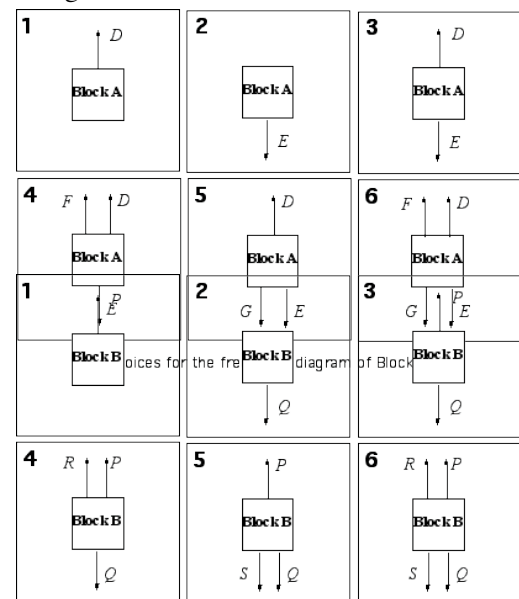 1 2 3
D D
Block A Block A Block A
E E
4 5 6
F D D F D
Block A Block A Block A
1 2 3
P E G E G P E
Block B Block B Block B
oices for the fre diagram of Block
Q Q
4 5 6
R P P R P
Block B Block B Block B
Q S Q S Q